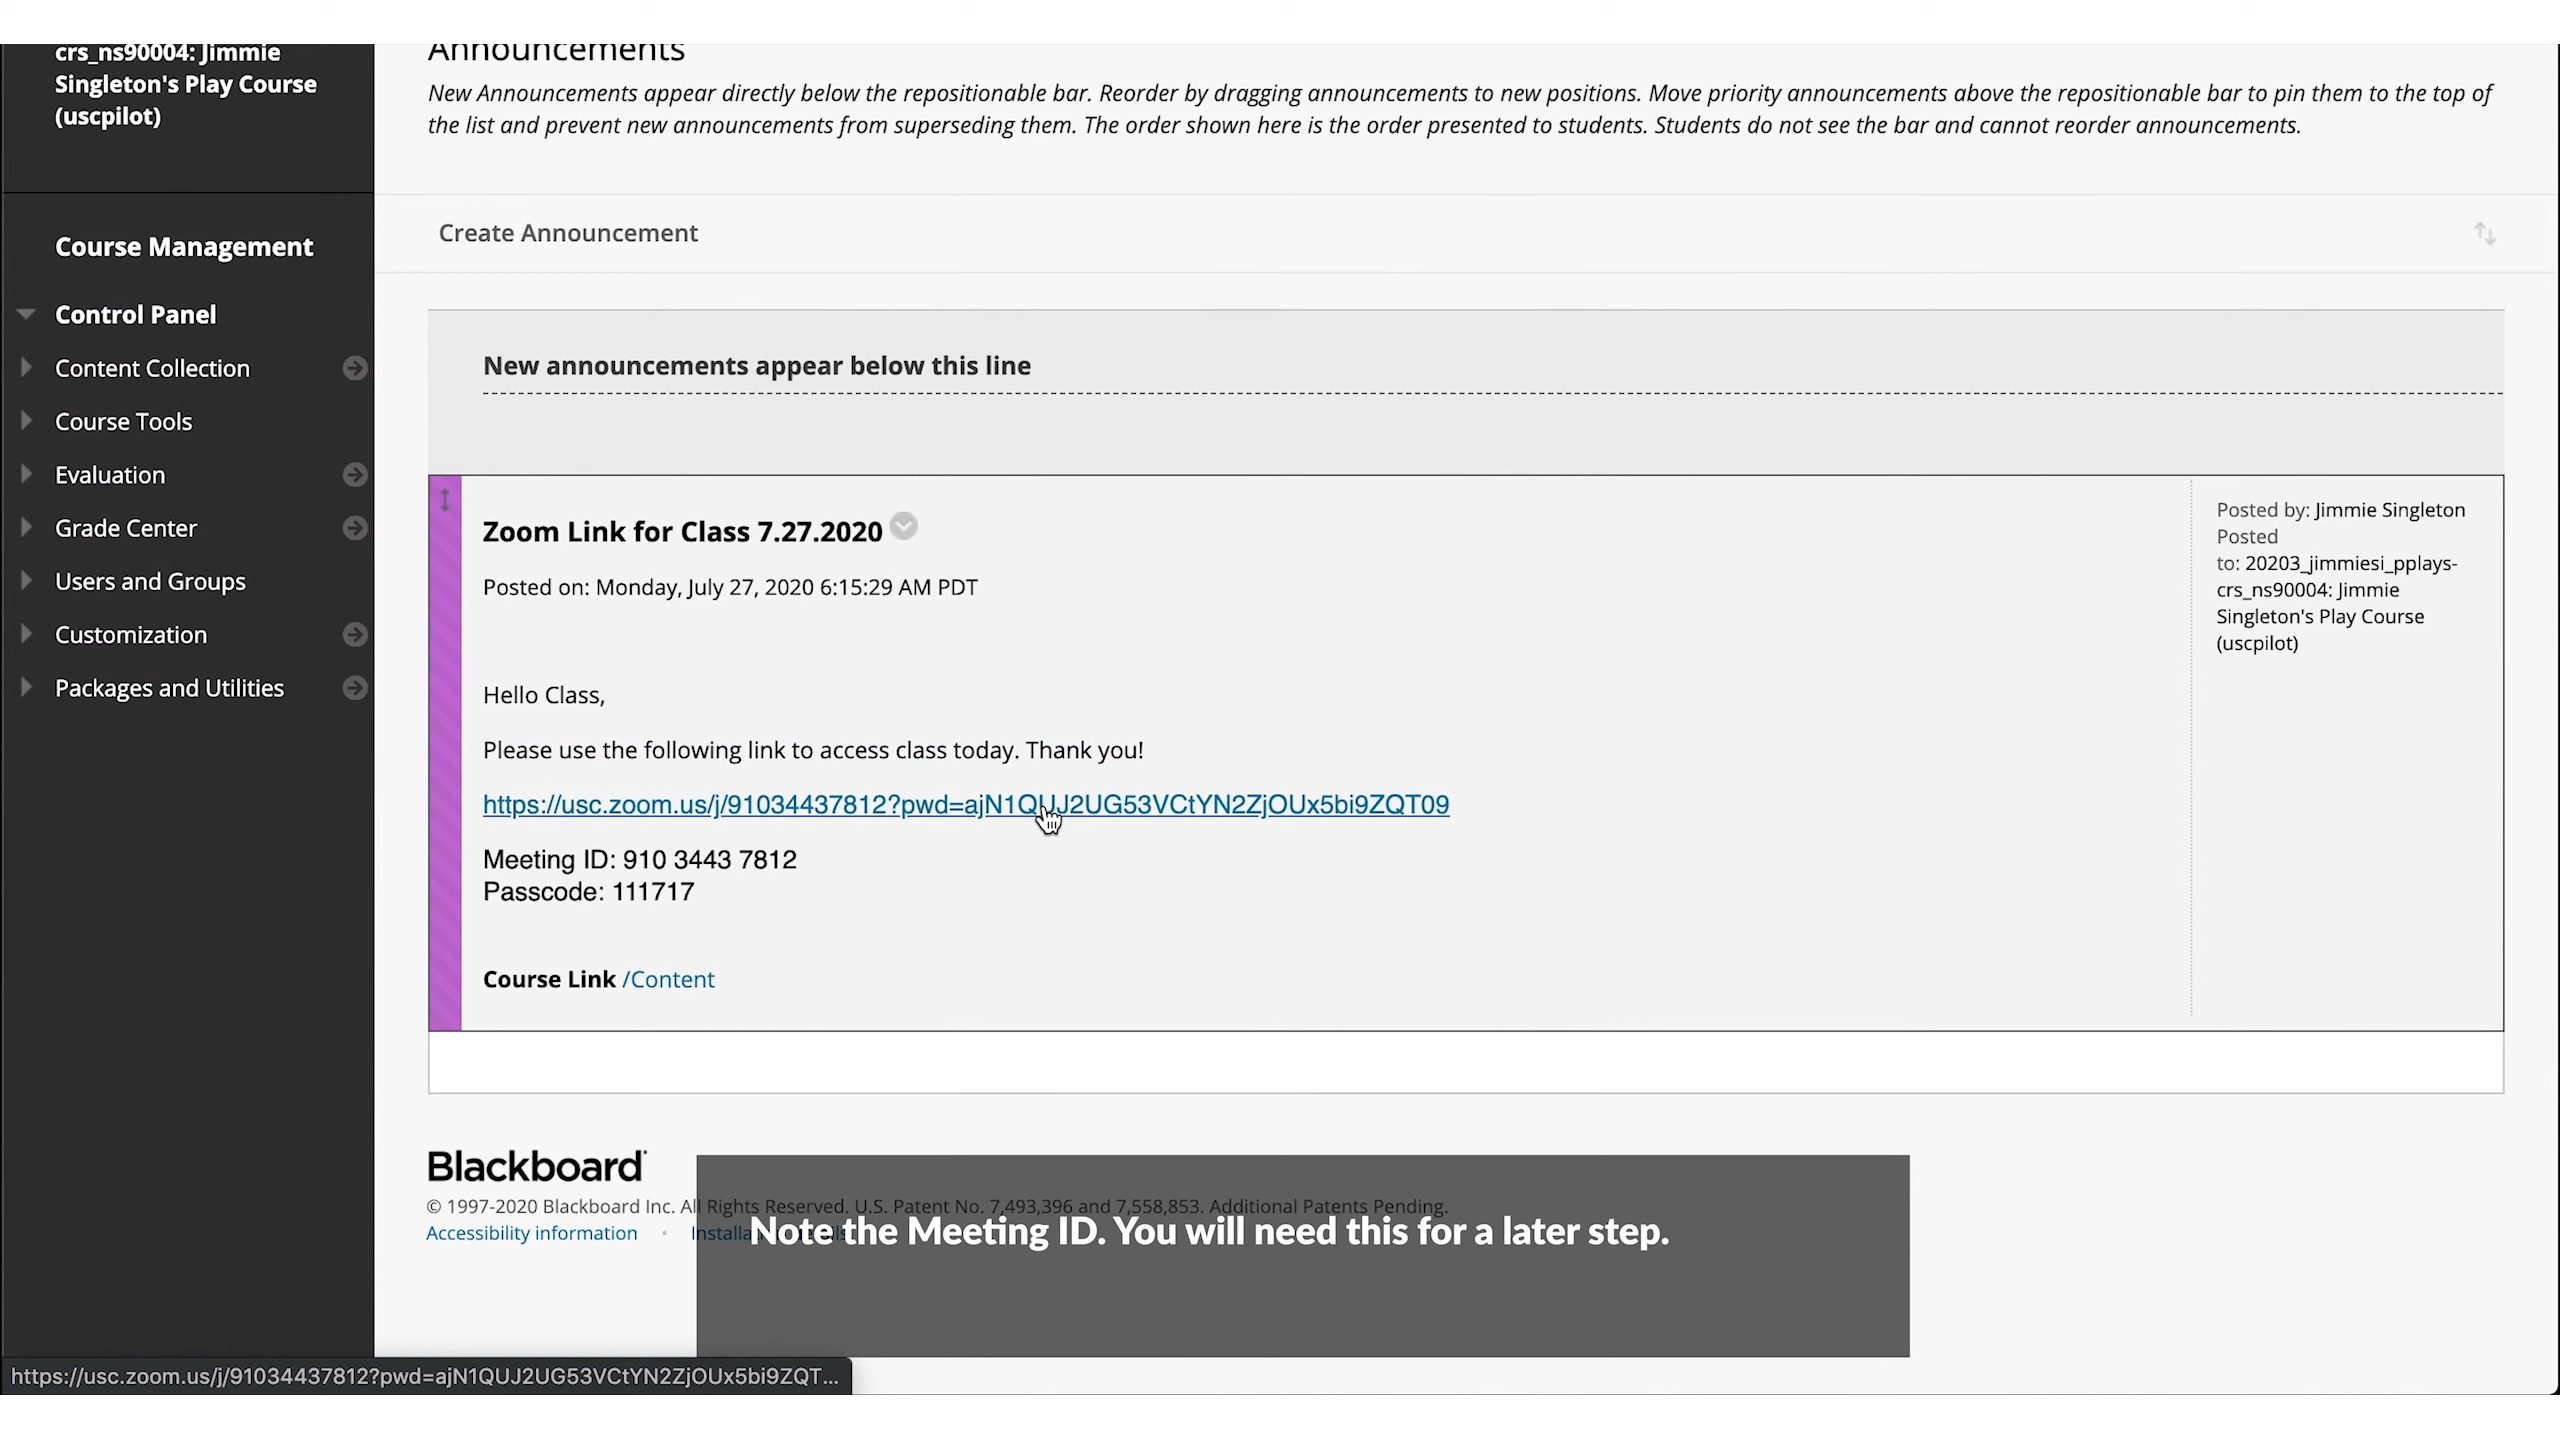 crs_ns90004: Jimmie
Singleton's Play Course
(uscpilot)
Course Management
Control Panel
Content Collection
Course Tools
Evaluation
Grade Center
Users and Groups
Customization
Packages and Utilities
Announcements
New Announcements appear directly below the repositionable bar. Reorder by dragging announcements to new positions. Move priority announcements above the repositionable bar to pin them to the top of
the list and prevent new announcements from superseding them. The order shown here is the order presented to students. Students do not see the bar and cannot reorder announcements.
Create Announcement
New announcements appear below this line
Zoom Link for Class 7.27.2020
Posted on: Monday, July 27, 2020 6:15:29 AM PDT
Hello Class,
Please use the following link to access class today. Thank you!
https://usc.zoom.us/j/91034437812?pwd=ajN1QUJ2UG53VCtYN2ZjOUx5bi9ZQT09
Meeting ID: 910 3443 7812
Passcode: 111717
Course Link /Content
Posted by: Jimmie Singleton
Posted
to: 20203_jimmiesi_pplays-
crs_ns90004: Jimmie
Singleton's Play Course
(uscpilot)
Blackboard
© 1997-2020 Blackboard Inc. All Rights Reserved. U.S. Patent No. 7,493,396 and 7,558,853. Additional Patents Pending.
Accessibility information •
Note the Meeting ID. You will need this for a later step.
https://usc.zoom.us/j/91034437812?pwd=ajN1QUJ2UG53VCtYN2ZjOUx5bi9ZQT...